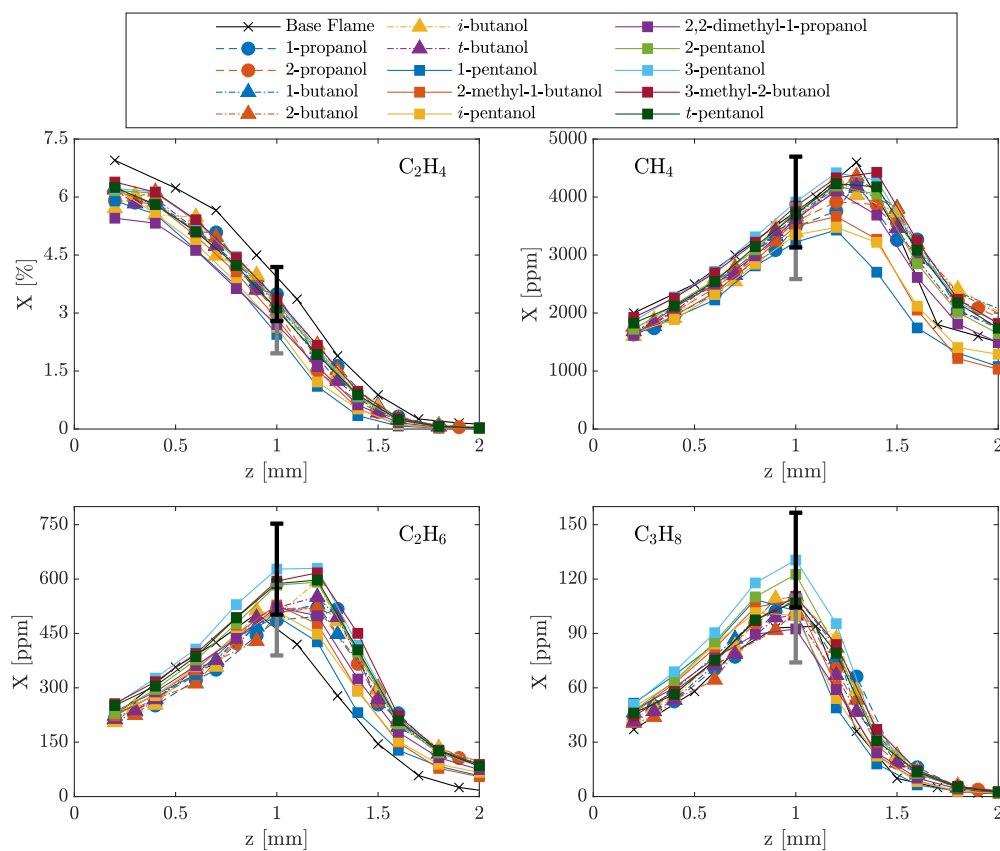 Base Flame
1-propanol
2-propanol
1-butanol
2-butanol
i-butanol
t-butanol
1-pentanol
2-methyl-1-butanol
i-pentanol
2,2-dimethyl-1-propanol
2-pentanol
3-pentanol
3-methyl-2-butanol
t-pentanol
7.5
6
4.5
3
1.5
0
X [%]
C₂H₄
0 0.5 1 1.5 2
z [mm]
5000
4000
3000
2000
1000
0
X [ppm]
CH₄
0 0.5 1 1.5 2
z [mm]
750
600
450
300
150
0
X [ppm]
C₂H₆
0 0.5 1 1.5 2
z [mm]
150
120
90
60
30
0
X [ppm]
C₃H₈
0 0.5 1 1.5 2
z [mm]